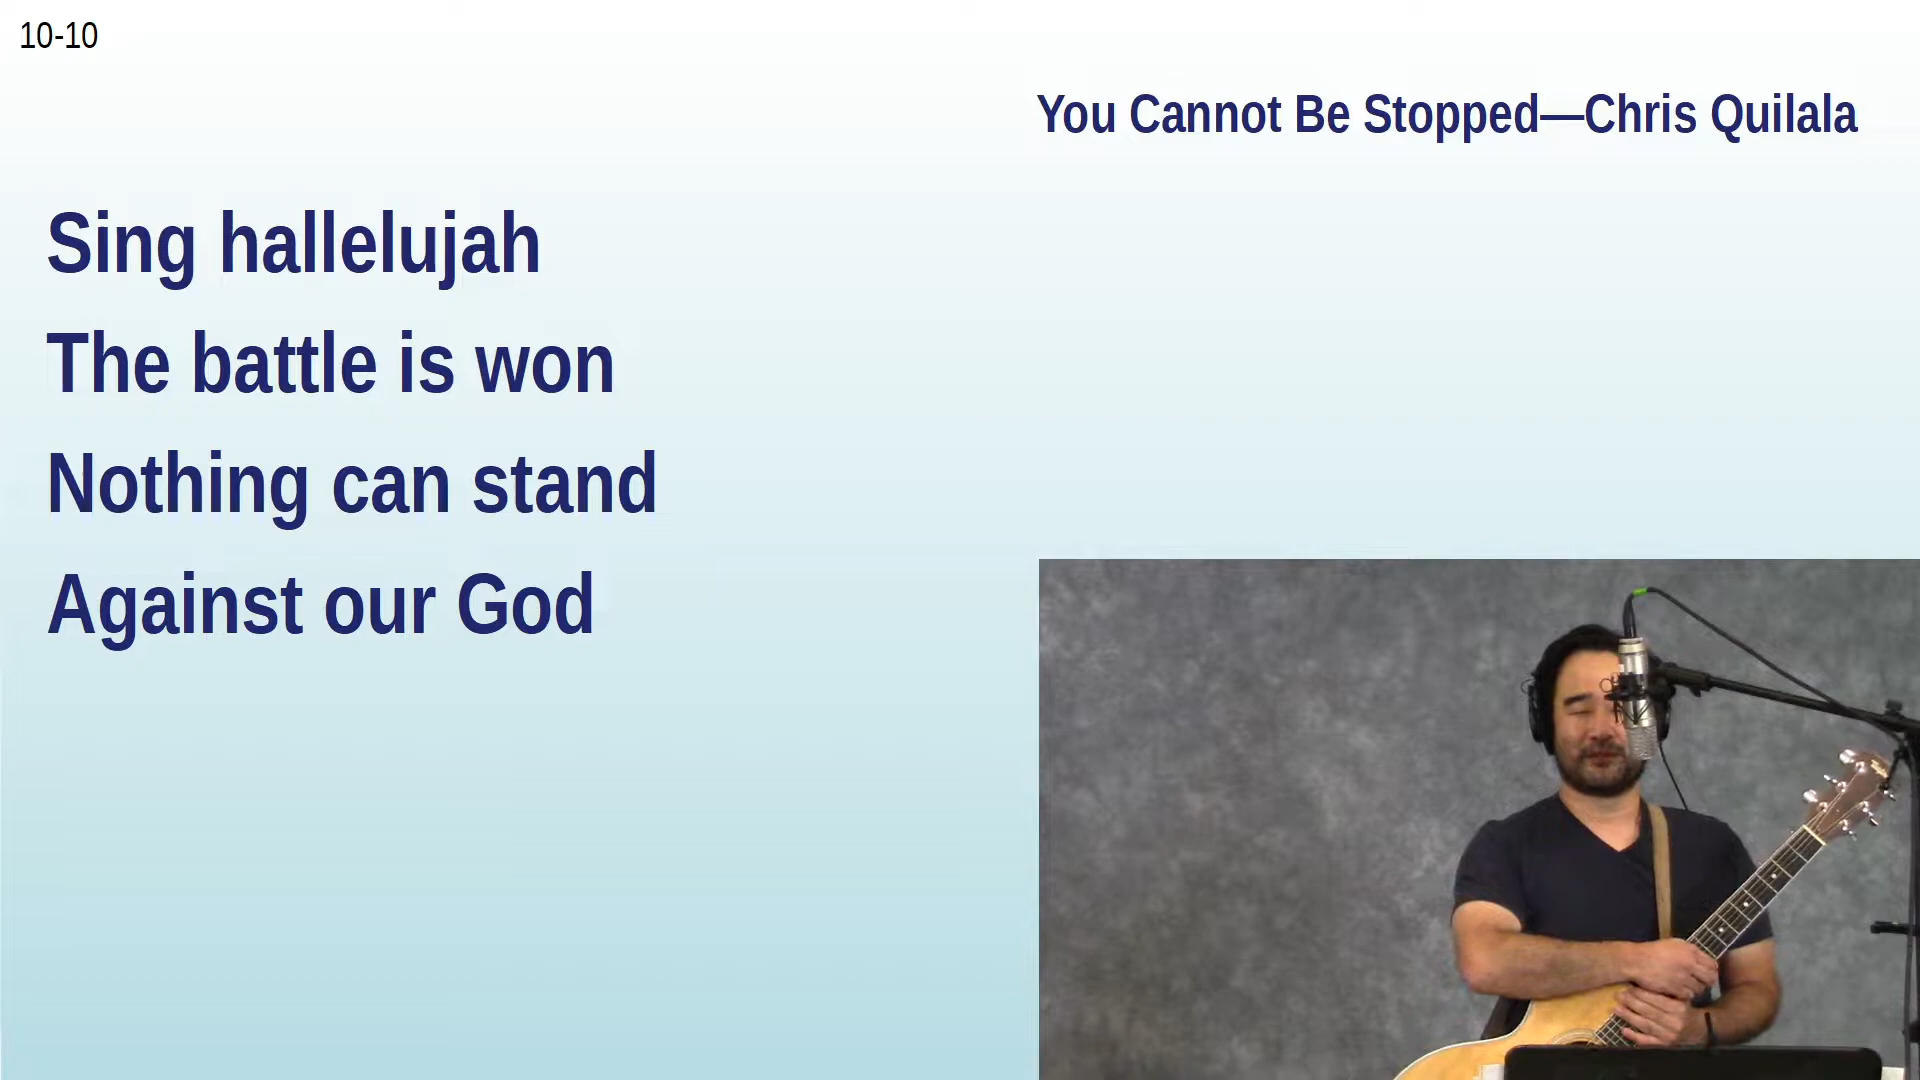 10-10
You Cannot Be Stopped—Chris Quilala
Sing hallelujah
The battle is won
Nothing can stand
Against our God